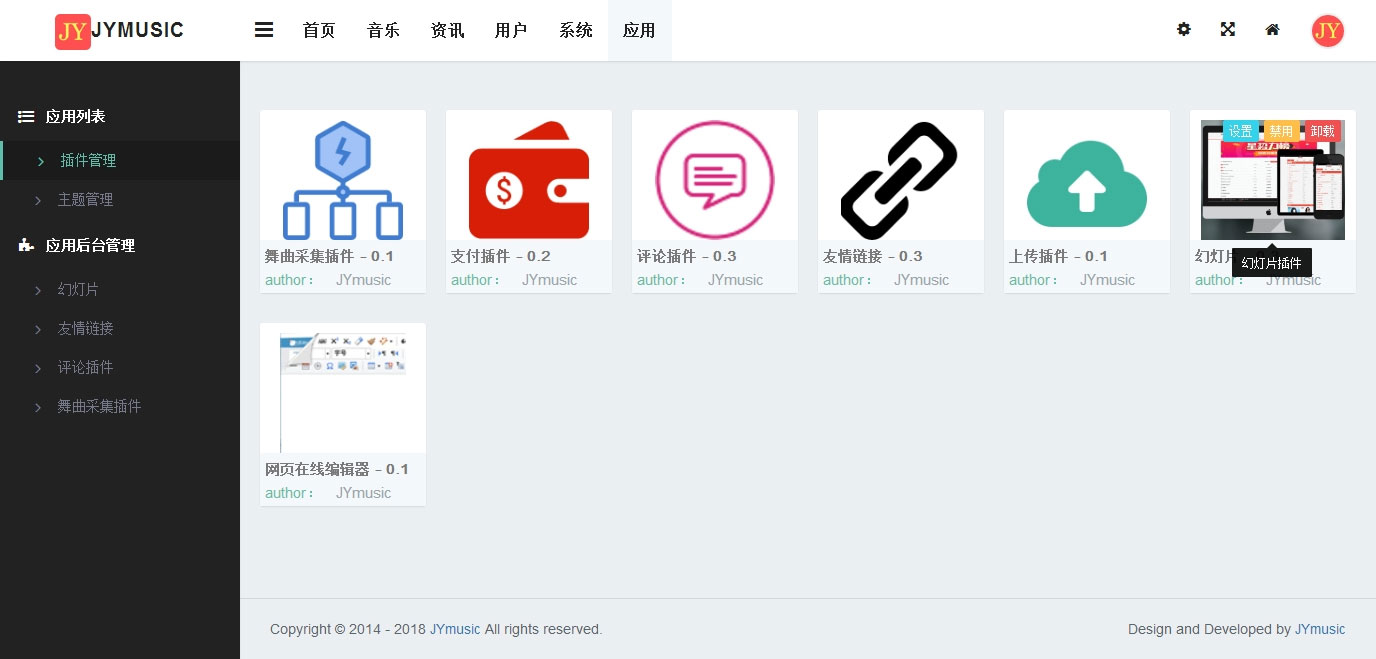 JY JYMUSIC 首页 音乐 资讯 用户 系统 应用 JY
应用列表
插件管理
主题管理
应用后台管理
幻灯片
友情链接
评论插件
舞曲采集插件
舞曲采集插件 - 0.1
author： JYmusic
支付插件 - 0.2
author： JYmusic
评论插件 - 0.3
author： JYmusic
友情链接 - 0.3
author： JYmusic
上传插件 - 0.1
author： JYmusic
设置 禁用 卸载
幻灯片插件
author： JYmusic
字号
网页在线编辑器 - 0.1
author： JYmusic
Copyright © 2014 - 2018 JYmusic All rights reserved.
Design and Developed by JYmusic